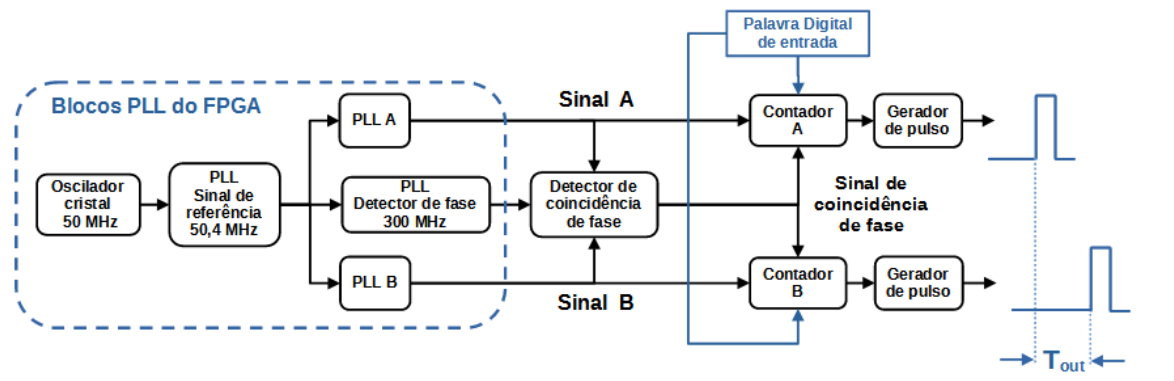 Palavra Digital
de entrada
Blocos PLL do FPGA
Sinal A
PLL A
Contador
A
Gerador
de pulso
Oscilador
cristal
50 MHz
PLL
Sinal de
referência
50,4 MHz
PLL
Detector de fase
300 MHz
Detector de
coincidência
de fase
Sinal de
coincidência
de fase
PLL B
Sinal B
Contador
B
Gerador
de pulso
Tout